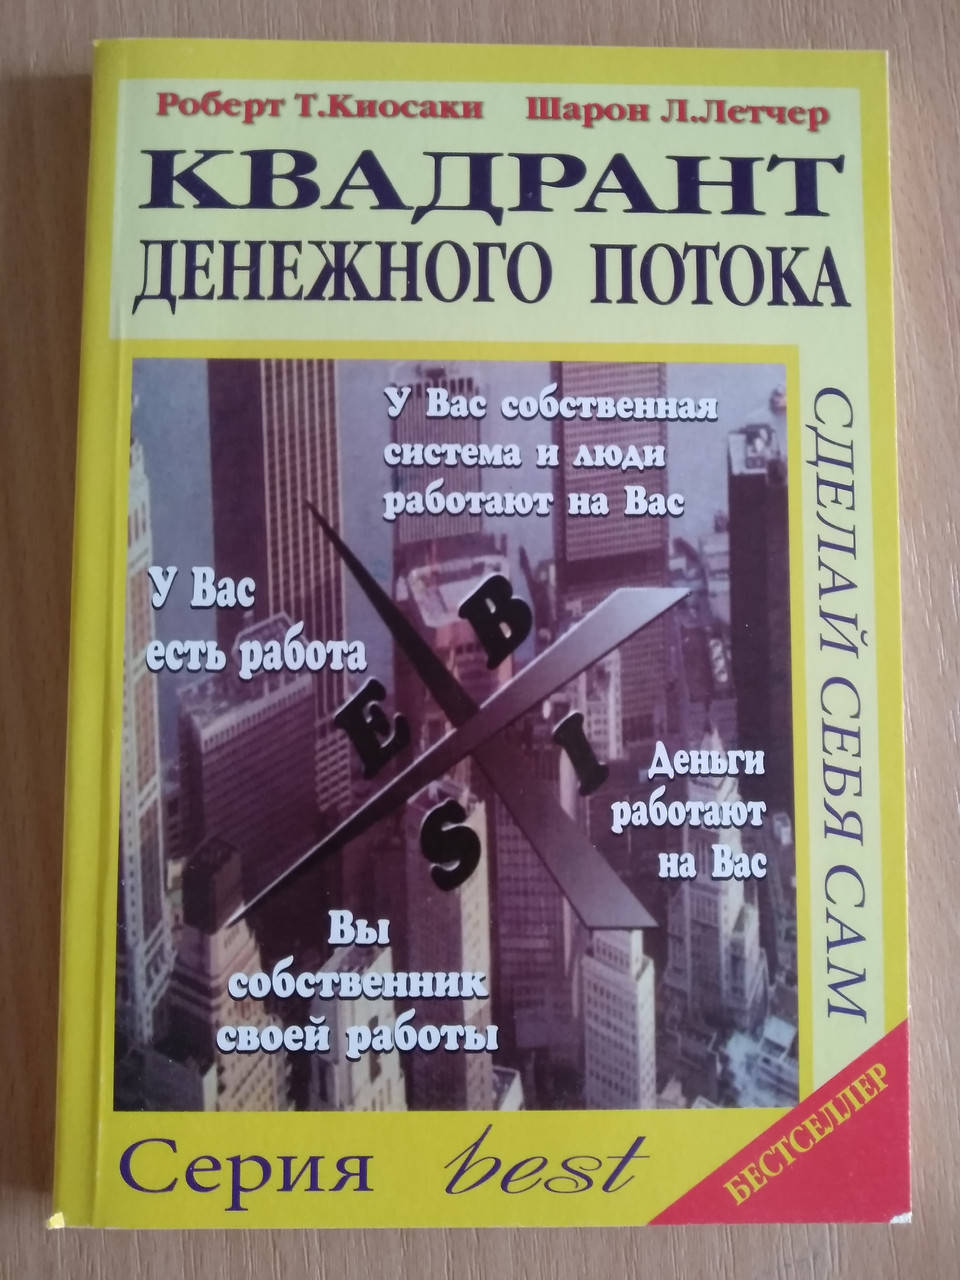 Роберт Т.Киосаки Шарон Л.Летчер
КВАДРАНТ
ДЕНЕЖНОГО ПОТОКА
У Вас собственная
система и люди
работают на Вас
У Вас
есть работа
E
B
S
I
Деньги
работают
на Вас
Вы
собственник
своей работы
СДЕЛАЙ СЕБЯ САМ
Серия best
БЕСТСЕЛЛЕР